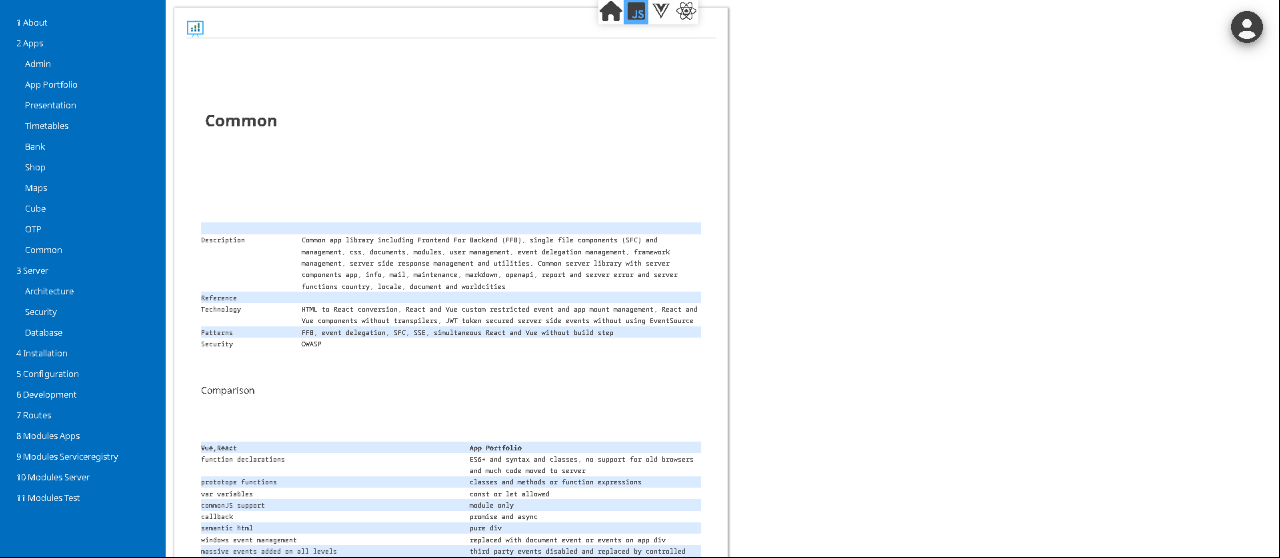 1 About
2 Apps
Admin
App Portfolio
Presentation
Timetables
Bank
Shop
Maps
Cube
OTP
Common
3 Server
Architecture
Security
Database
4 Installation
5 Configuration
6 Development
7 Routes
8 Modules Apps
9 Modules Serviceregistry
10 Modules Server
11 Modules Test
JS
Common
Description Common app library including Frontend For Backend (FFB), single file components (SFC) and
management, css, documents, modules, user management, event delegation management, framework
management, server side response management and utilities. Common server library with server
components app, info, mail, maintenance, markdown, openapi, report and server error and server
functions country, locale, document and worldcities
Reference
Technology HTML to React conversion, React and Vue custom restricted event and app mount management, React and
Vue components without transpilers, JWT token secured server side events without using EventSource
Patterns FFB, event delegation, SFC, SSE, simultaneous React and Vue without build step
Security OWASP
Comparison
Vue,React App Portfolio
function declarations ES6+ and syntax and classes, no support for old browsers
and much code moved to server
prototope functions classes and methods or function expressions
var variables const or let allowed
commonJS support module only
callback promise and async
semantic html pure div
windows event management replaced with document event or events on app div
massive events added on all levels third party events disabled and replaced by controlled